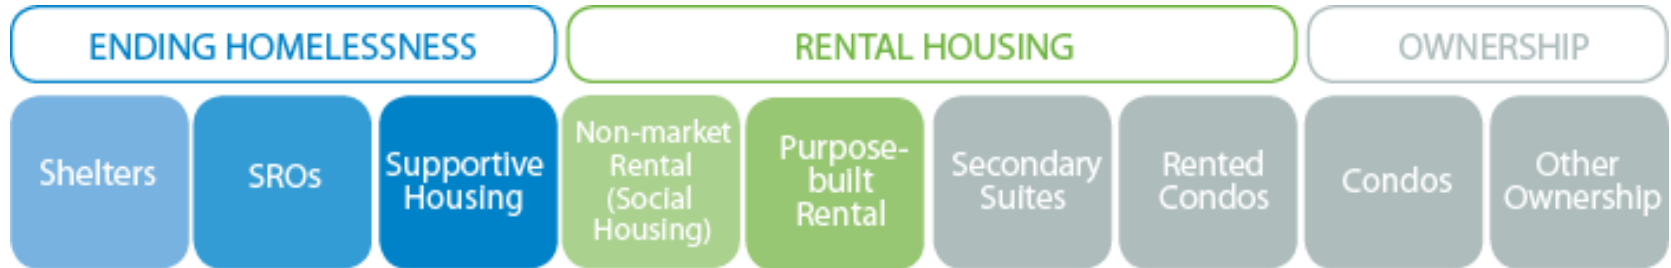 ENDING HOMELESSNESS
RENTAL HOUSING
OWNERSHIP
Shelters
SROs
Supportive
Housing
Non-market
Rental
(Social
Housing)
Purpose-
built
Rental
Secondary
Suites
Rented
Condos
Condos
Other
Ownership